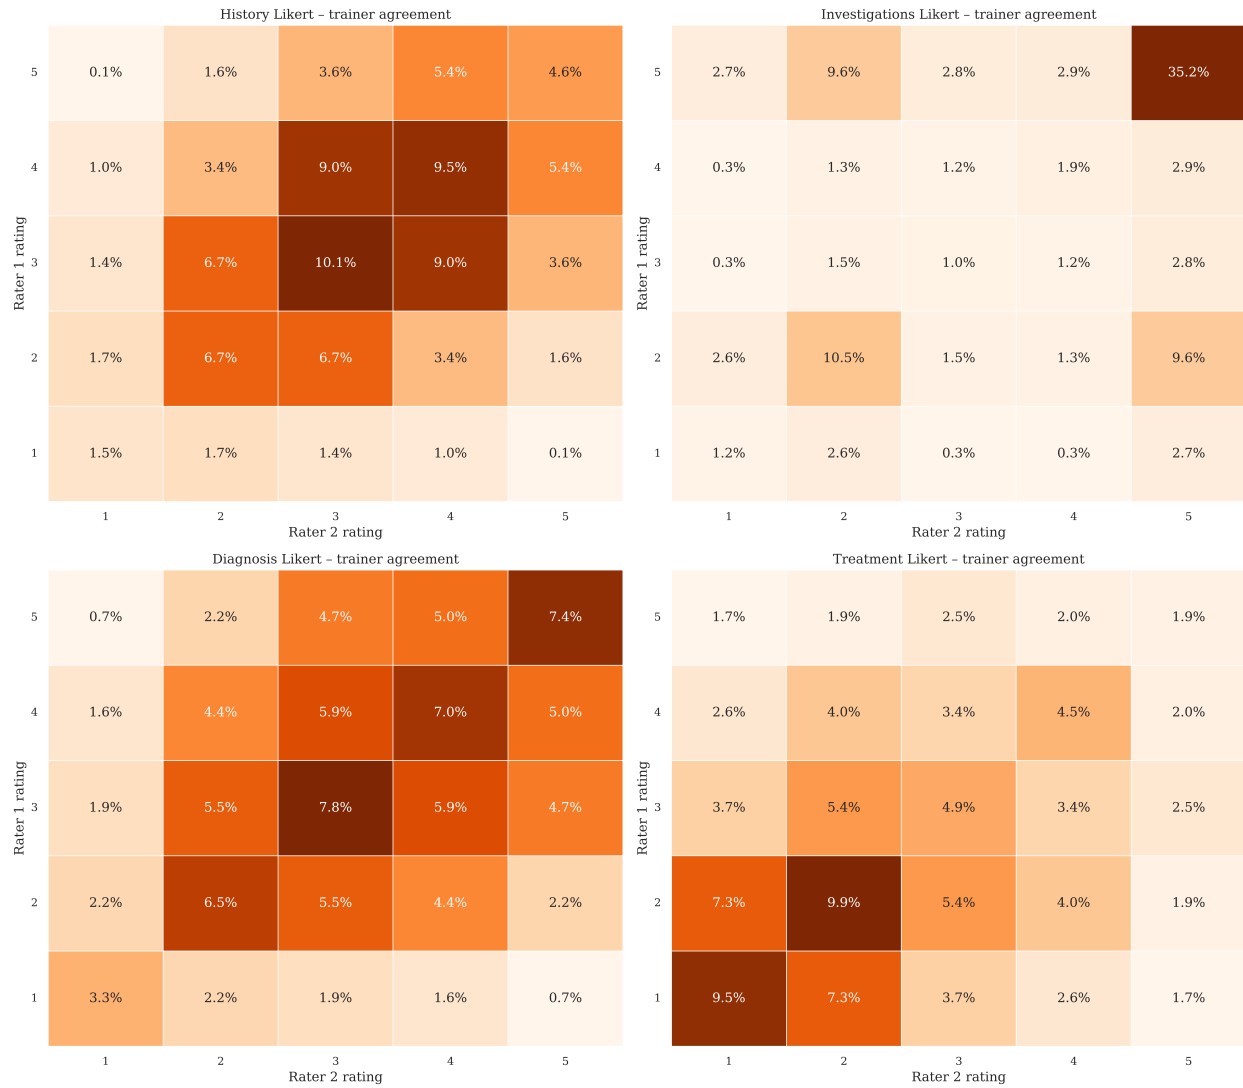 History Likert – trainer agreement
5 0.1% 1.6% 3.6% 5.4% 4.6%
4 1.0% 3.4% 9.0% 9.5% 5.4%
3 1.4% 6.7% 10.1% 9.0% 3.6%
2 1.7% 6.7% 6.7% 3.4% 1.6%
1 1.5% 1.7% 1.4% 1.0% 0.1%
1 2 3 4 5
Rater 1 rating
Rater 2 rating
Investigations Likert – trainer agreement
5 2.7% 9.6% 2.8% 2.9% 35.2%
4 0.3% 1.3% 1.2% 1.9% 2.9%
3 0.3% 1.5% 1.0% 1.2% 2.8%
2 2.6% 10.5% 1.5% 1.3% 9.6%
1 1.2% 2.6% 0.3% 0.3% 2.7%
1 2 3 4 5
Rater 1 rating
Rater 2 rating
Diagnosis Likert – trainer agreement
5 0.7% 2.2% 4.7% 5.0% 7.4%
4 1.6% 4.4% 5.9% 7.0% 5.0%
3 1.9% 5.5% 7.8% 5.9% 4.7%
2 2.2% 6.5% 5.5% 4.4% 2.2%
1 3.3% 2.2% 1.9% 1.6% 0.7%
1 2 3 4 5
Rater 1 rating
Rater 2 rating
Treatment Likert – trainer agreement
5 1.7% 1.9% 2.5% 2.0% 1.9%
4 2.6% 4.0% 3.4% 4.5% 2.0%
3 3.7% 5.4% 4.9% 3.4% 2.5%
2 7.3% 9.9% 5.4% 4.0% 1.9%
1 9.5% 7.3% 3.7% 2.6% 1.7%
1 2 3 4 5
Rater 1 rating
Rater 2 rating